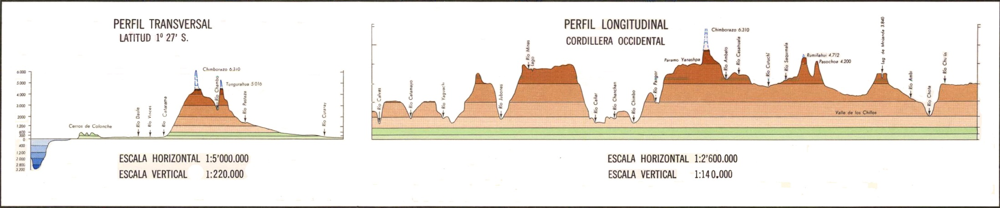 PERFIL TRANSVERSAL
LATITUD 1º 27' S.
6.000
5.000
4.000
3.000
2000
1.200
600
300
0
400
1.200
2.000
2.800
3.200
Cerros de Colonche
Río Daule
Río Vinces
Río Catarama
Chimborazo 6.310
Río Chambo
Tungurahua 5016
Río Pastaza
Río Curaray
ESCALA HORIZONTAL 1:5'000.000
ESCALA VERTICAL 1:220.000
PERFIL LONGITUDINAL
CORDILLERA OCCIDENTAL
Río Calvas
Río Catamayo
Río Yaguachi
Río Jubones
Río Minas
Lago
Río Cañar
Río Chanchan
Río Chimbo
Río Pangor
Paramo Yanashpa
Chimborazo 6.310
Río Ambato
Río Casahuala
Río Cutuchí
Río Saquimala
Rumiñahui 4.712
Pasochoa 4.200
Valle de los Chillos
Lag de Mojanda 3.840
Río Ambi
Río Chota
Río
ESCALA HORIZONTAL 1:2'600.000
ESCALA VERTICAL 1:140.000